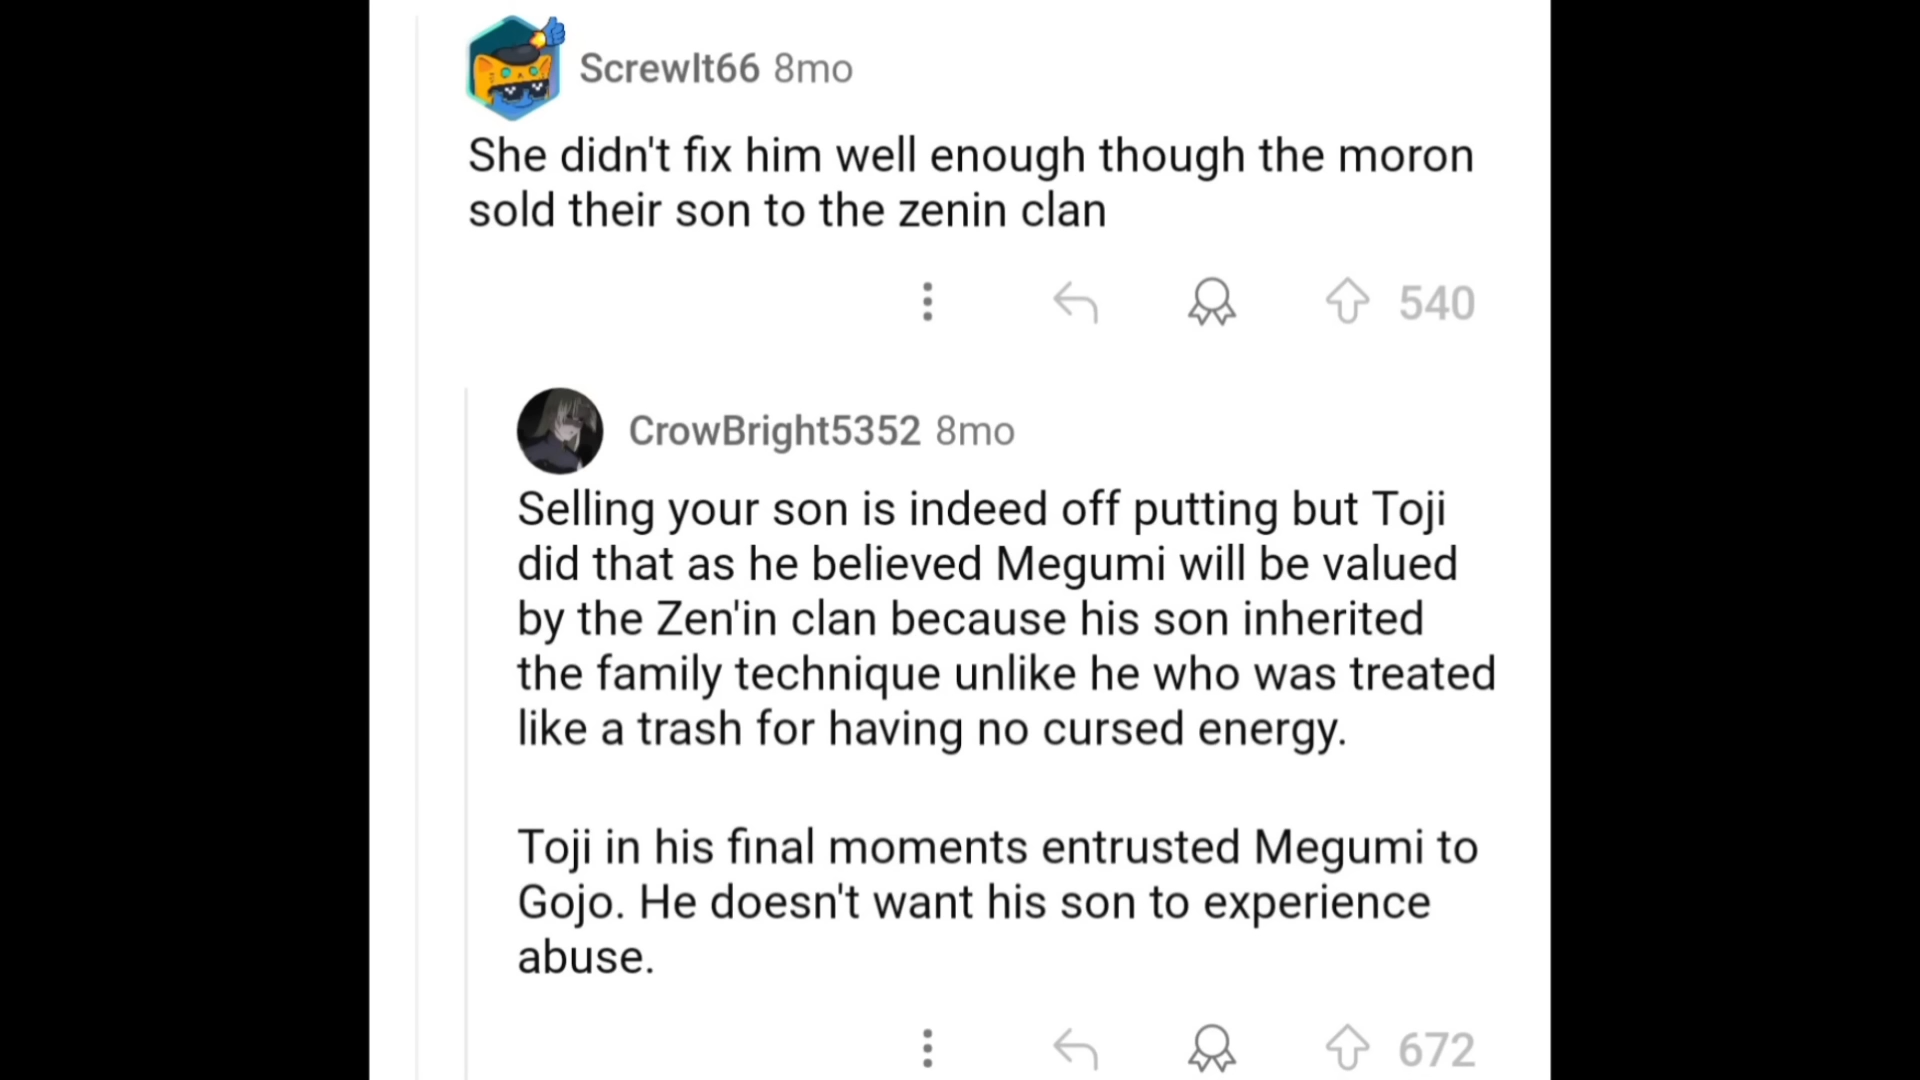 ScrewIt66 8mo
She didn't fix him well enough though the moron
sold their son to the zenin clan
540
CrowBright5352 8mo
Selling your son is indeed off putting but Toji
did that as he believed Megumi will be valued
by the Zen'in clan because his son inherited
the family technique unlike he who was treated
like a trash for having no cursed energy.
Toji in his final moments entrusted Megumi to
Gojo. He doesn't want his son to experience
abuse.
672